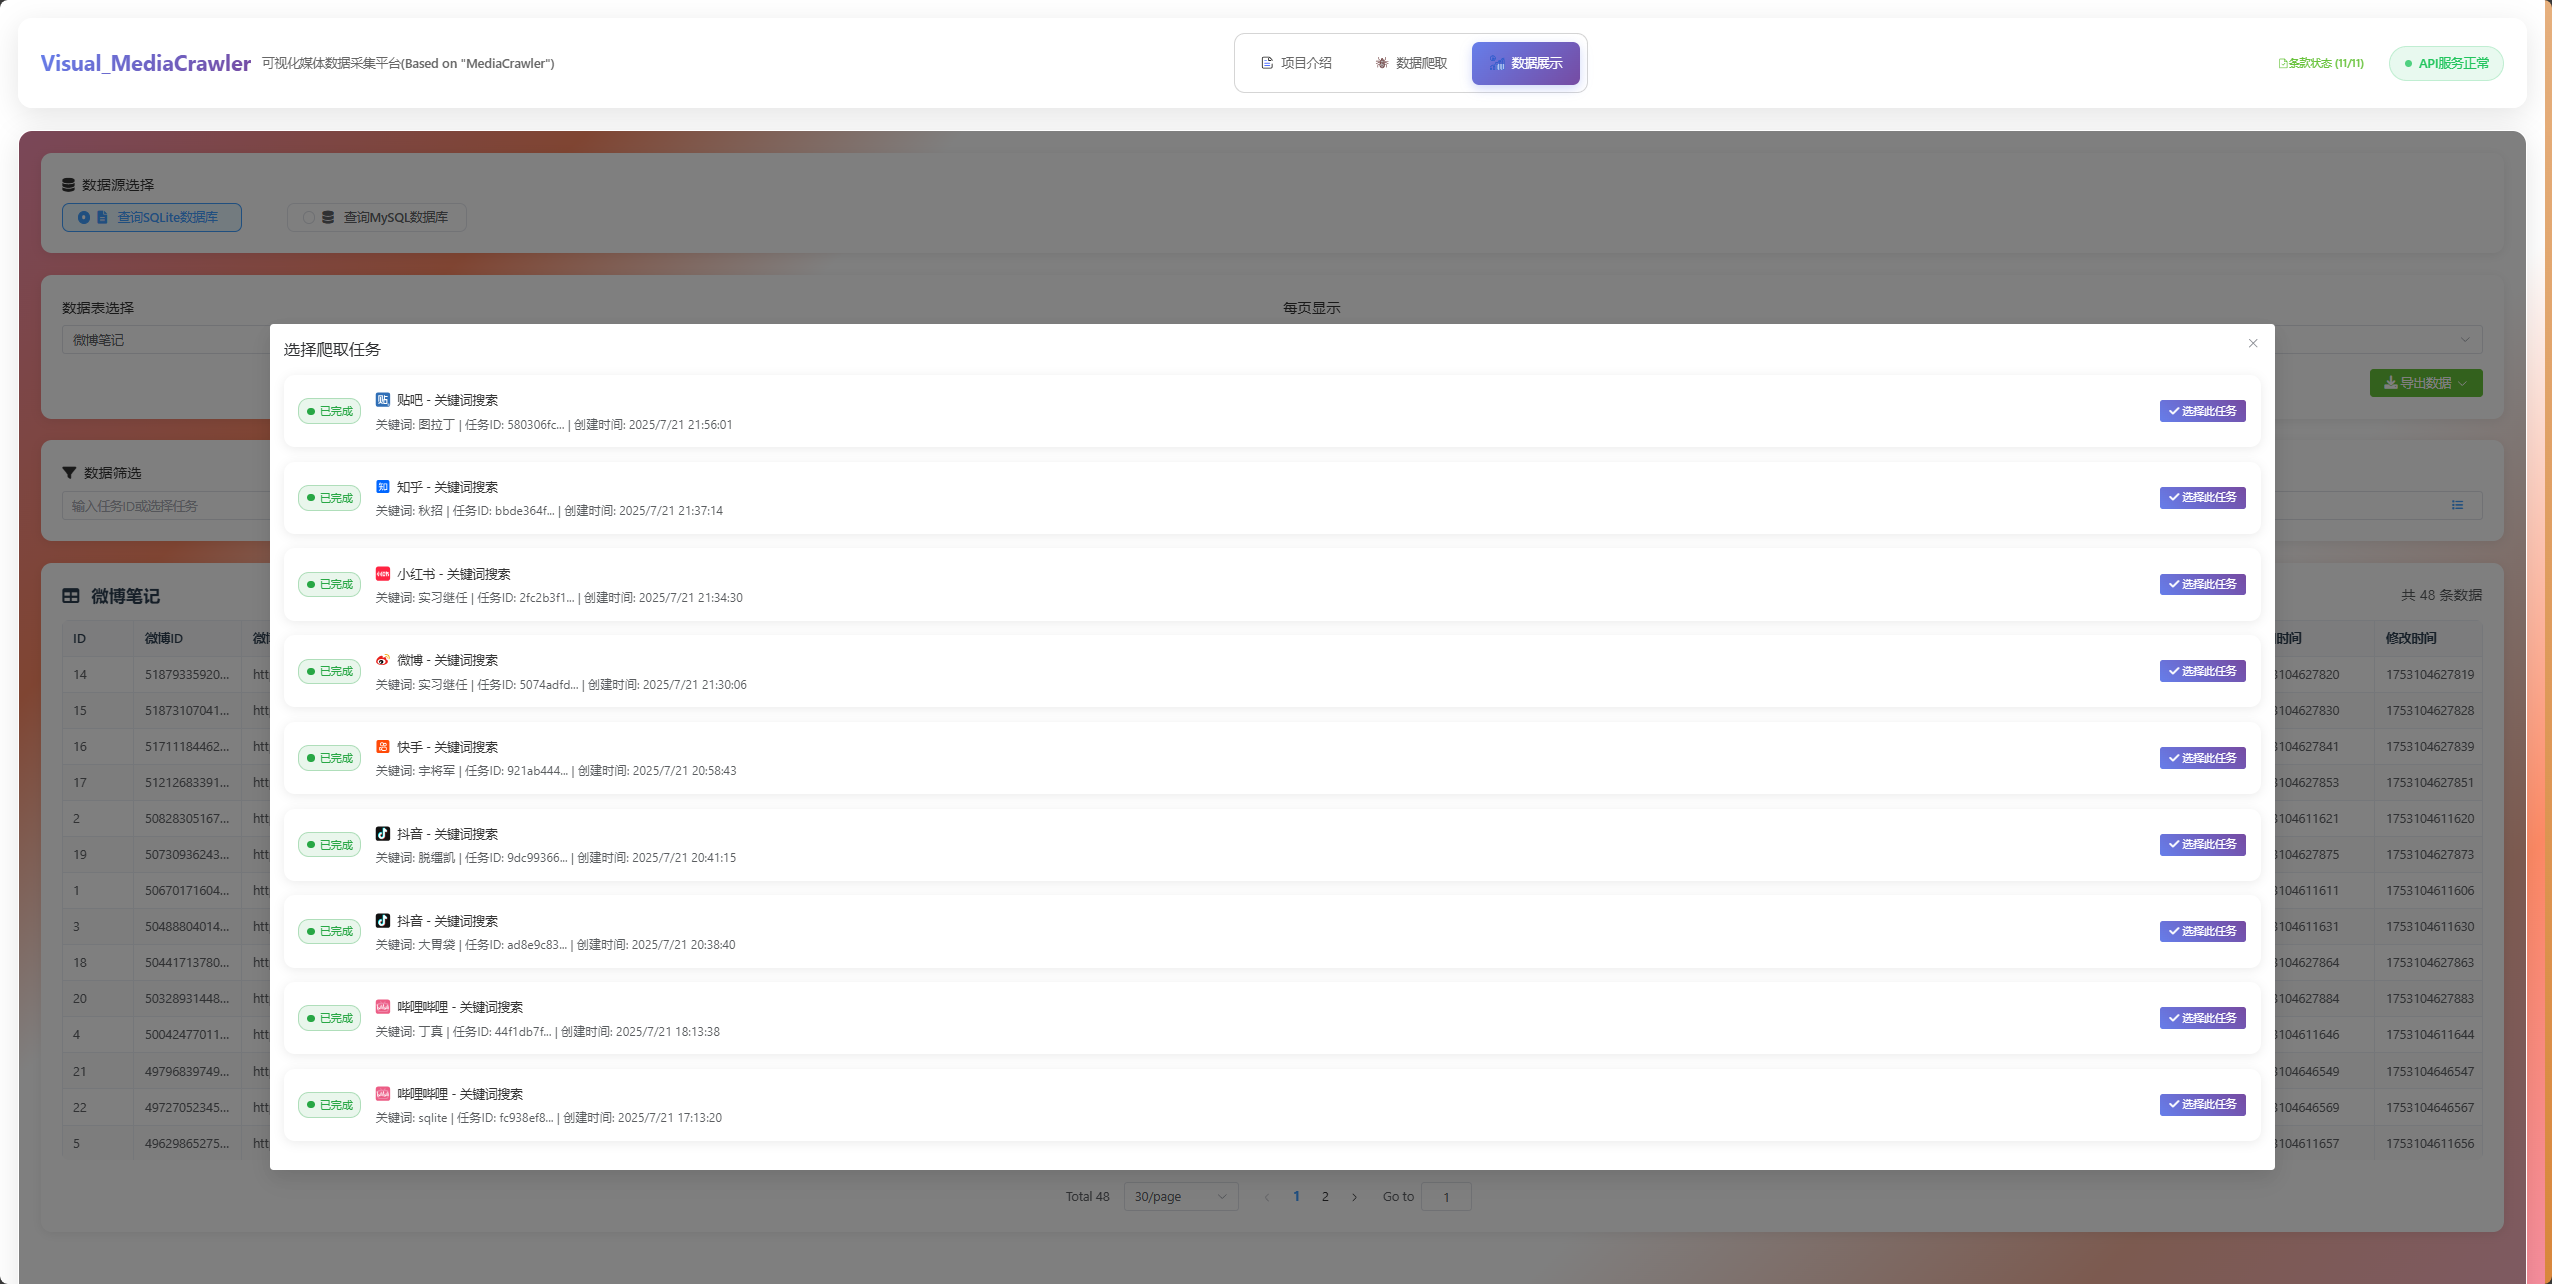 Visual_MediaCrawler 可视化媒体数据采集平台(Based on "MediaCrawler")
项目介绍 数据爬取 数据展示
条款状态 (11/11) API服务正常
数据源选择
查询SQLite数据库 查询MySQL数据库
数据表选择 每页显示
微博笔记
导出数据
数据筛选
输入任务ID或选择任务
选择爬取任务
已完成 贴吧 - 关键词搜索 选择此任务
关键词: 图拉丁 | 任务ID: 580306fc... | 创建时间: 2025/7/21 21:56:01
已完成 知乎 - 关键词搜索 选择此任务
关键词: 秋招 | 任务ID: bbde364f... | 创建时间: 2025/7/21 21:37:14
已完成 小红书 - 关键词搜索 选择此任务
关键词: 实习继任 | 任务ID: 2fc2b3f1... | 创建时间: 2025/7/21 21:34:30
已完成 微博 - 关键词搜索 选择此任务
关键词: 实习继任 | 任务ID: 5074adfd... | 创建时间: 2025/7/21 21:30:06
已完成 快手 - 关键词搜索 选择此任务
关键词: 宇将军 | 任务ID: 921ab444... | 创建时间: 2025/7/21 20:58:43
已完成 抖音 - 关键词搜索 选择此任务
关键词: 脱缰凯 | 任务ID: 9dc99366... | 创建时间: 2025/7/21 20:41:15
已完成 抖音 - 关键词搜索 选择此任务
关键词: 大胃袋 | 任务ID: ad8e9c83... | 创建时间: 2025/7/21 20:38:40
已完成 哔哩哔哩 - 关键词搜索 选择此任务
关键词: 丁真 | 任务ID: 44f1db7f... | 创建时间: 2025/7/21 18:13:38
已完成 哔哩哔哩 - 关键词搜索 选择此任务
关键词: sqlite | 任务ID: fc938ef8... | 创建时间: 2025/7/21 17:13:20
微博笔记 共 48 条数据
ID 微博ID 微 时间 修改时间
14 51879335920... htt 3104627820 1753104627819
15 51873107041... htt 3104627830 1753104627828
16 51711184462... htt 3104627841 1753104627839
17 51212683391... htt 3104627853 1753104627851
2 50828305167... htt 3104611621 1753104611620
19 50730936243... htt 3104627875 1753104627873
1 50670171604... htt 3104611611 1753104611606
3 50488804014... htt 3104611631 1753104611630
18 50441713780... htt 3104627864 1753104627863
20 50328931448... htt 3104627884 1753104627883
4 50042477011... htt 3104611646 1753104611644
21 49796839749... htt 3104646549 1753104646547
22 49727052345... htt 3104646569 1753104646567
5 49629865275... htt 3104611657 1753104611656
Total 48 30/page 1 2 Go to 1